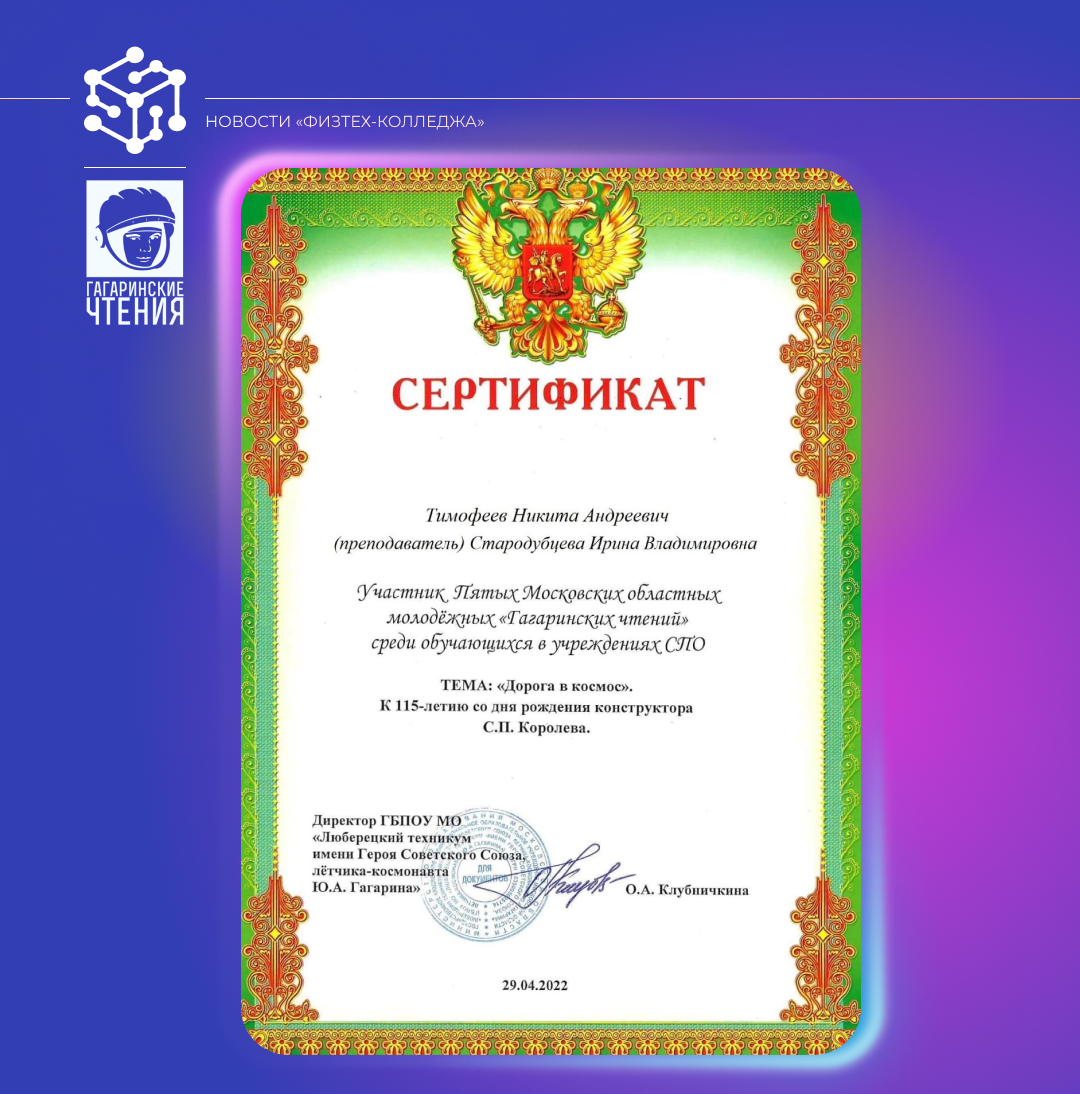 НОВОСТИ «ФИЗТЕХ-КОЛЛЕДЖА»
ГАГАРИНСКИЕ
ЧТЕНИЯ
СЕРТИФИКАТ
Тимофеев Никита Андреевич
(преподаватель) Стародубцева Ирина Владимировна
Участник Пятых Московских областных
молодёжных «Гагаринских чтений»
среди обучающихся в учреждениях СПО
ТЕМА: «Дорога в космос».
К 115-летию со дня рождения конструктора
С.П. Королева.
Директор ГБПОУ МО
«Люберецкий техникум
имени Героя Советского Союза,
лётчика-космонавта
Ю.А. Гагарина»
О.А. Клубничкина
ДЛЯ
ДОКУМЕНТОВ
29.04.2022